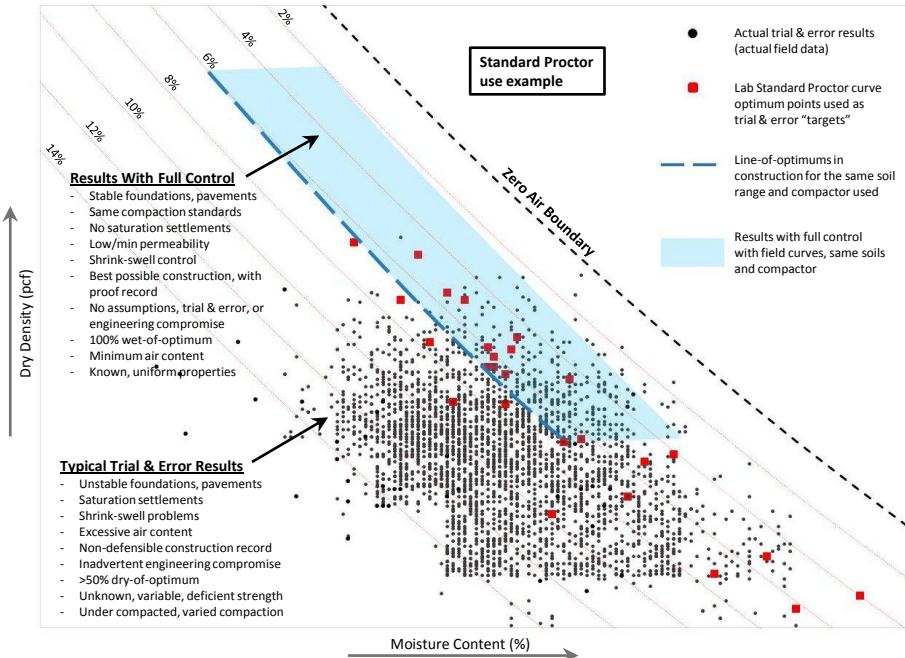 2%
4%
6%
8%
10%
12%
14%
Standard Proctor
use example
Actual trial & error results
(actual field data)
Lab Standard Proctor curve
optimum points used as
trial & error “targets”
Line-of-optimums in
construction for the same soil
range and compactor used
Results with full control
with field curves, same soils
and compactor
Zero Air Boundary
Results With Full Control
- Stable foundations, pavements
- Same compaction standards
- No saturation settlements
- Low/min permeability
- Shrink-swell control
- Best possible construction, with
proof record
- No assumptions, trial & error, or
engineering compromise
- 100% wet-of-optimum
- Minimum air content
- Known, uniform properties
Typical Trial & Error Results
- Unstable foundations, pavements
- Saturation settlements
- Shrink-swell problems
- Excessive air content
- Non-defensible construction record
- Inadvertent engineering compromise
- >50% dry-of-optimum
- Unknown, variable, deficient strength
- Under compacted, varied compaction
Dry Density (pcf)
Moisture Content (%)